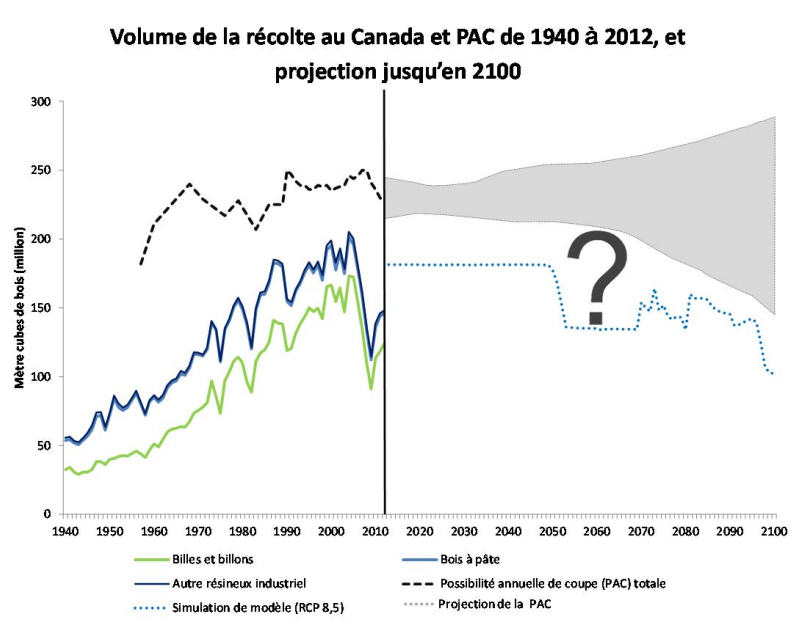 Volume de la récolte au Canada et PAC de 1940 à 2012, et
projection jusqu'en 2100
Mètre cubes de bois (million)
300
250
200
150
100
50
0
?
1940 1950 1960 1970 1980 1990 2000 2010 2020 2030 2040 2050 2060 2070 2080 2090 2100
Billes et billons
Bois à pâte
Autre résineux industriel
Possibilité annuelle de coupe (PAC) totale
Simulation de modèle (RCP 8,5)
Projection de la PAC